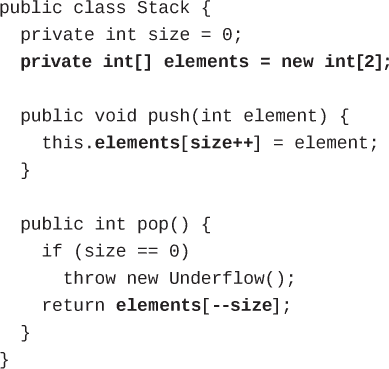 public class Stack {
  private int size = 0;
  private int[] elements = new int[2];

  public void push(int element) {
    this.elements[size++] = element;
  }

  public int pop() {
    if (size == 0)
      throw new Underflow();
    return elements[--size];
  }
}